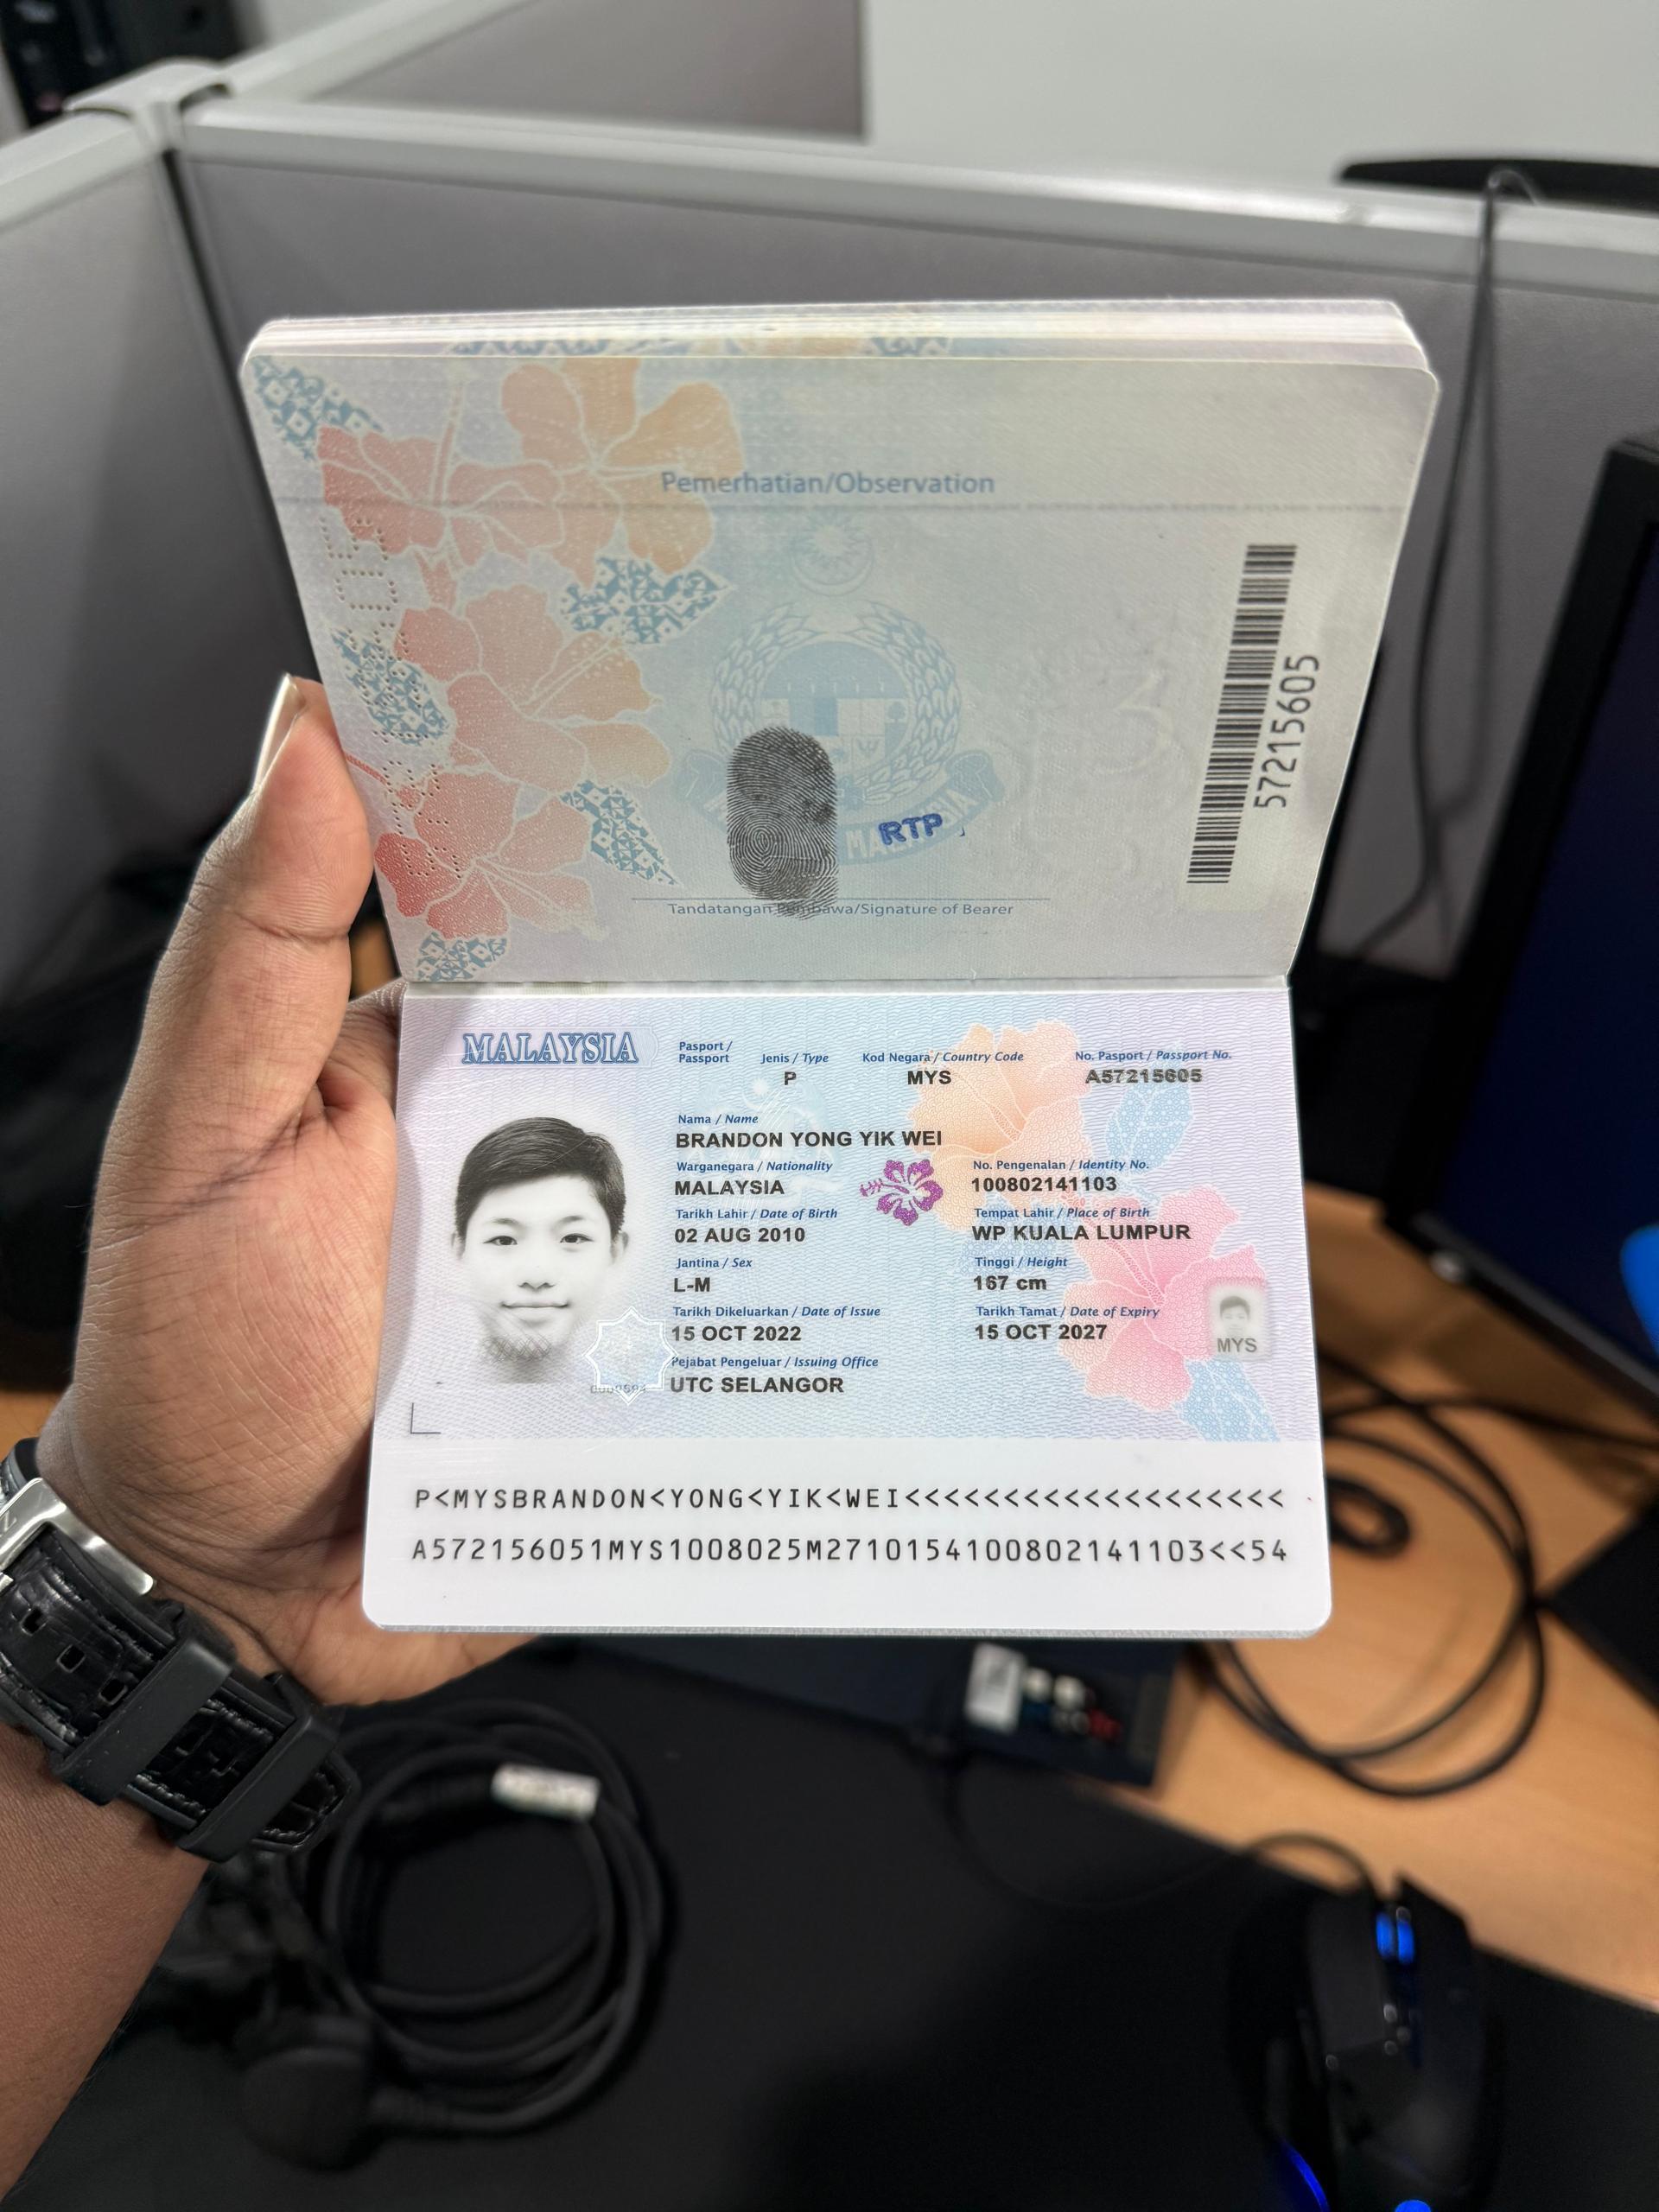 Pemerhatian/Observation
57215605
RTP
Tandatangan Pembawa/Signature of Bearer
MALAYSIA
Pasport / Passport
Jenis / Type
Kod Negara / Country Code
No. Pasport / Passport No.
P
MYS
A57215605
Nama / Name
BRANDON YONG YIK WEI
Warganegara / Nationality
No. Pengenalan / Identity No.
MALAYSIA
100802141103
Tarikh Lahir / Date of Birth
Tempat Lahir / Place of Birth
02 AUG 2010
WP KUALA LUMPUR
Jantina / Sex
Tinggi / Height
L-M
167 cm
Tarikh Dikeluarkan / Date of Issue
Tarikh Tamat / Date of Expiry
15 OCT 2022
15 OCT 2027
MYS
Pejabat Pengeluar / Issuing Office
UTC SELANGOR
P<MYSBRANDON<YONG<YIK<WEI<<<<<<<<<<<<<<<<<<<
A572156051MYS1008025M2710154100802141103<<54